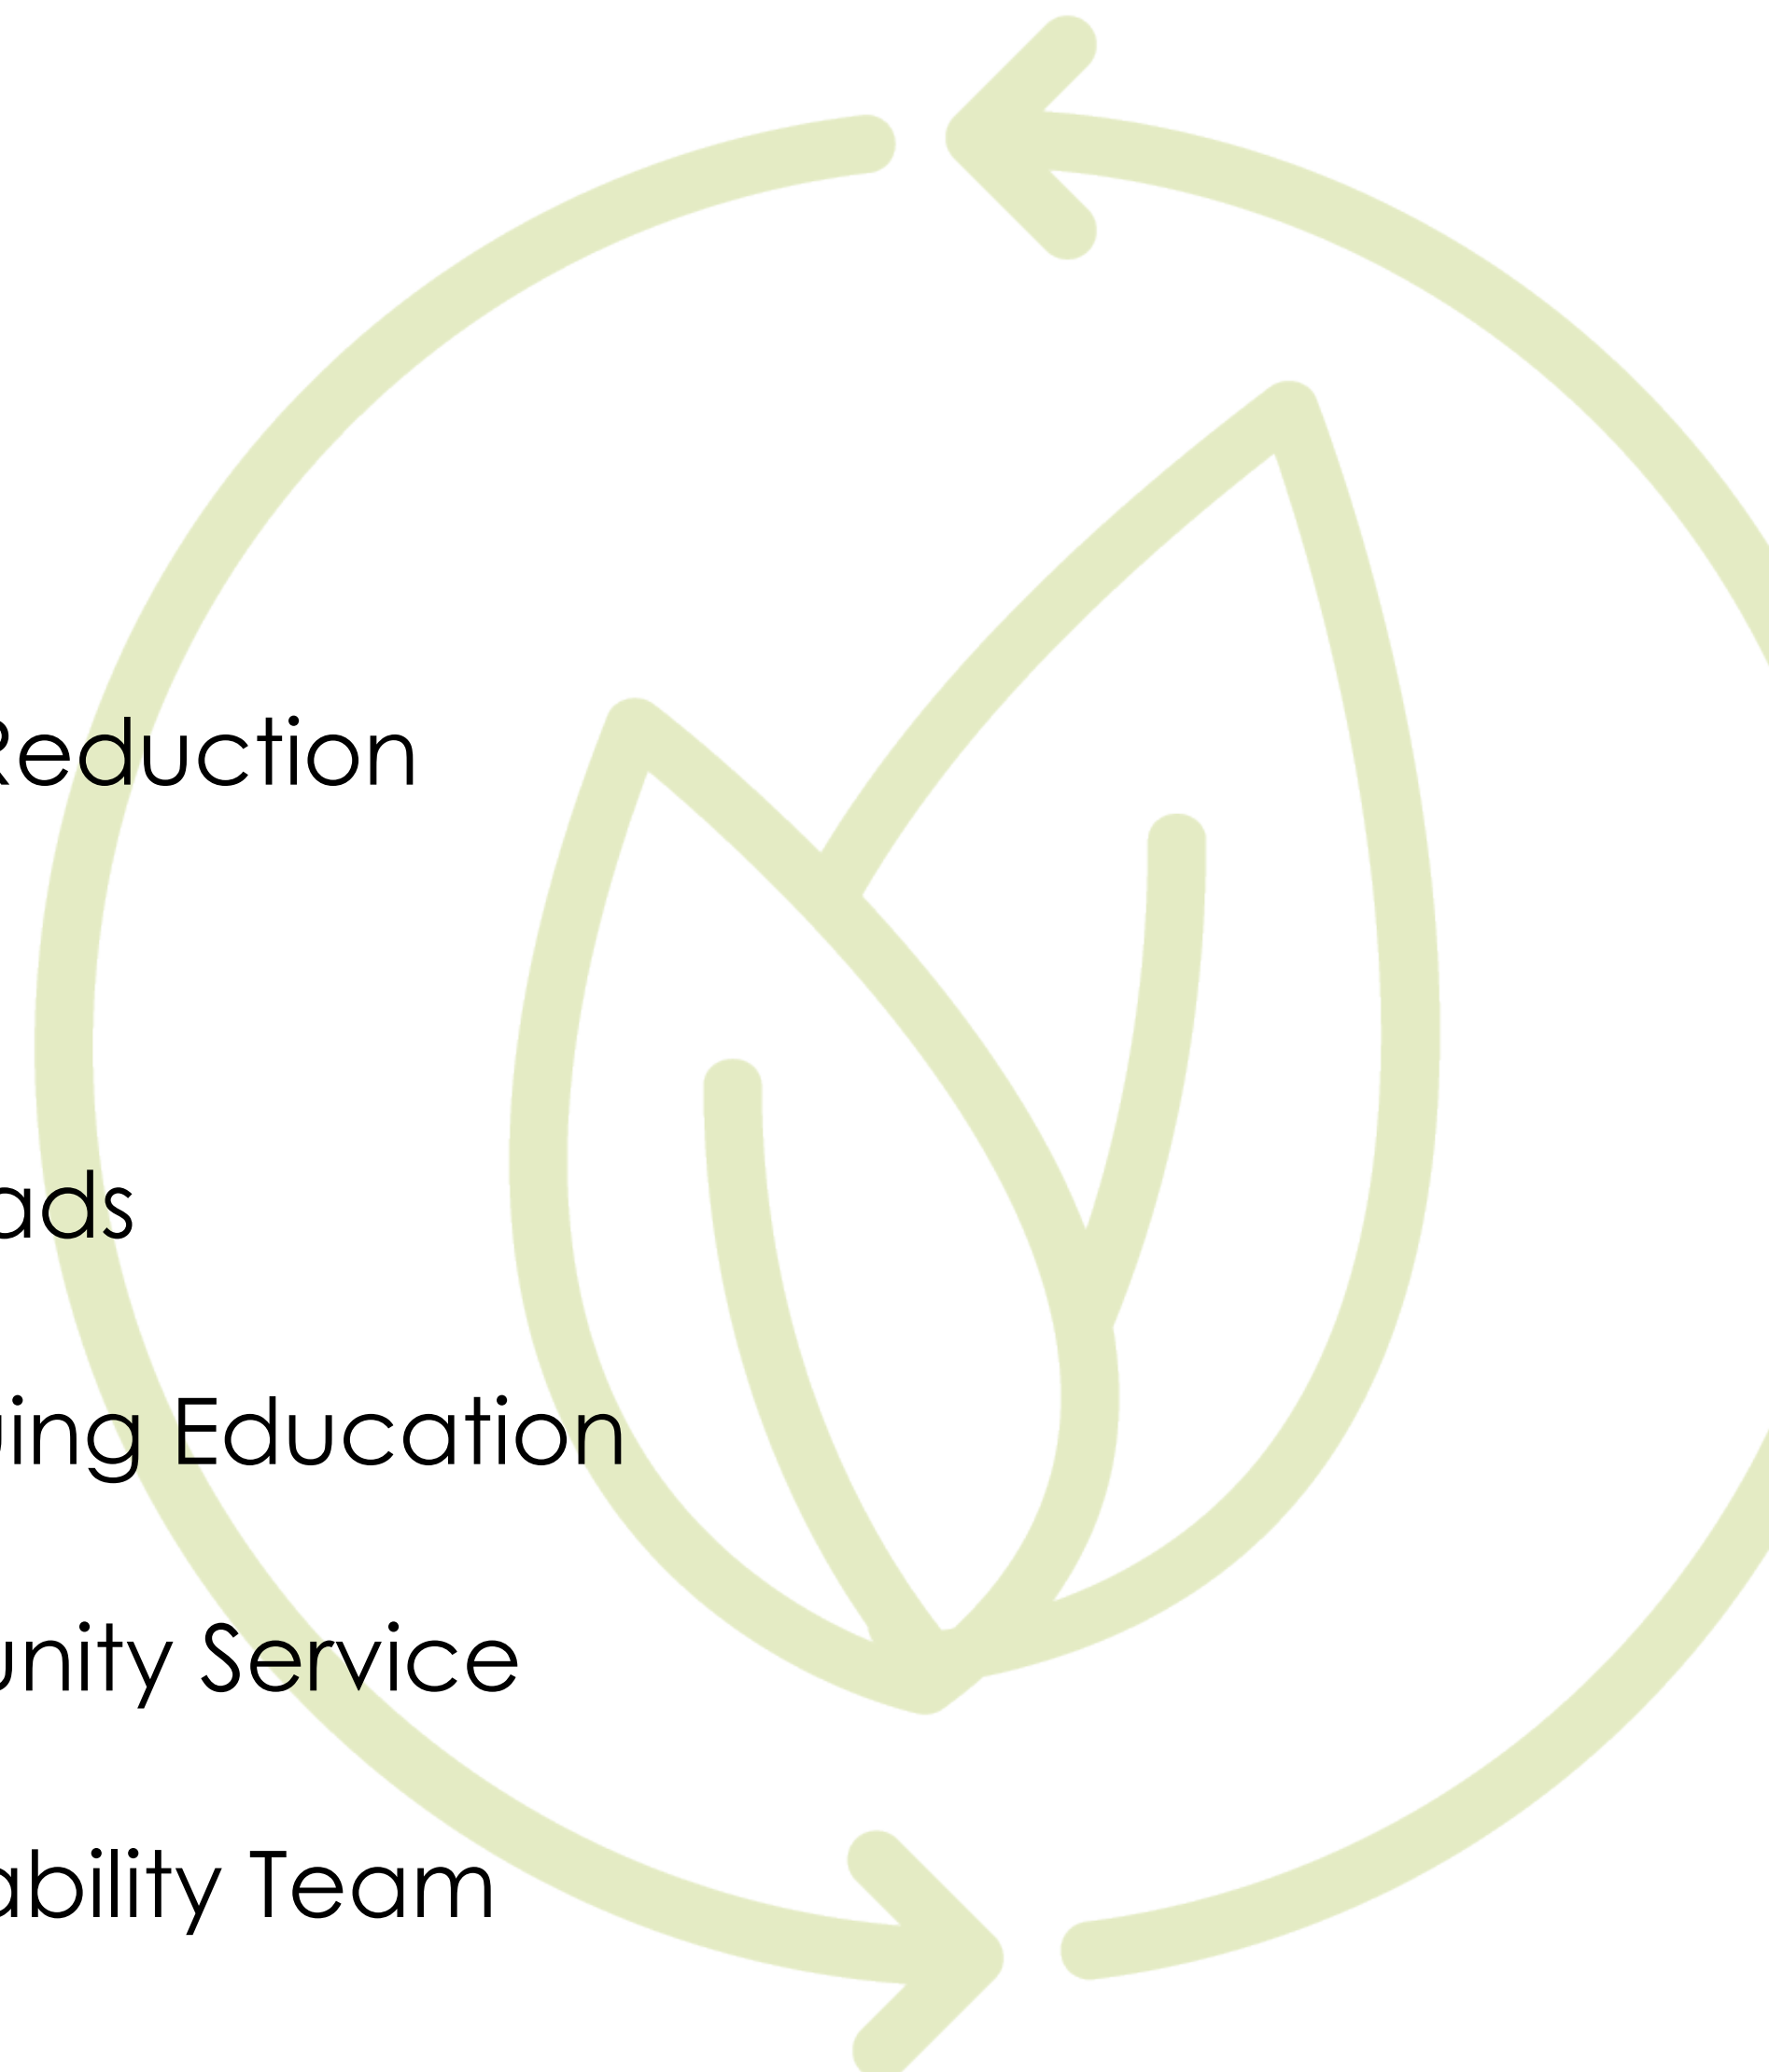 Reduction
ads
ing Education
unity Service
ability Team